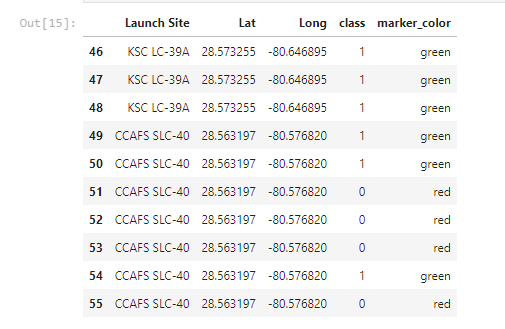 Out[15]:
Launch Site Lat Long class marker_color
46 KSC LC-39A 28.573255 -80.646895 1 green
47 KSC LC-39A 28.573255 -80.646895 1 green
48 KSC LC-39A 28.573255 -80.646895 1 green
49 CCAFS SLC-40 28.563197 -80.576820 1 green
50 CCAFS SLC-40 28.563197 -80.576820 1 green
51 CCAFS SLC-40 28.563197 -80.576820 0 red
52 CCAFS SLC-40 28.563197 -80.576820 0 red
53 CCAFS SLC-40 28.563197 -80.576820 0 red
54 CCAFS SLC-40 28.563197 -80.576820 1 green
55 CCAFS SLC-40 28.563197 -80.576820 0 red